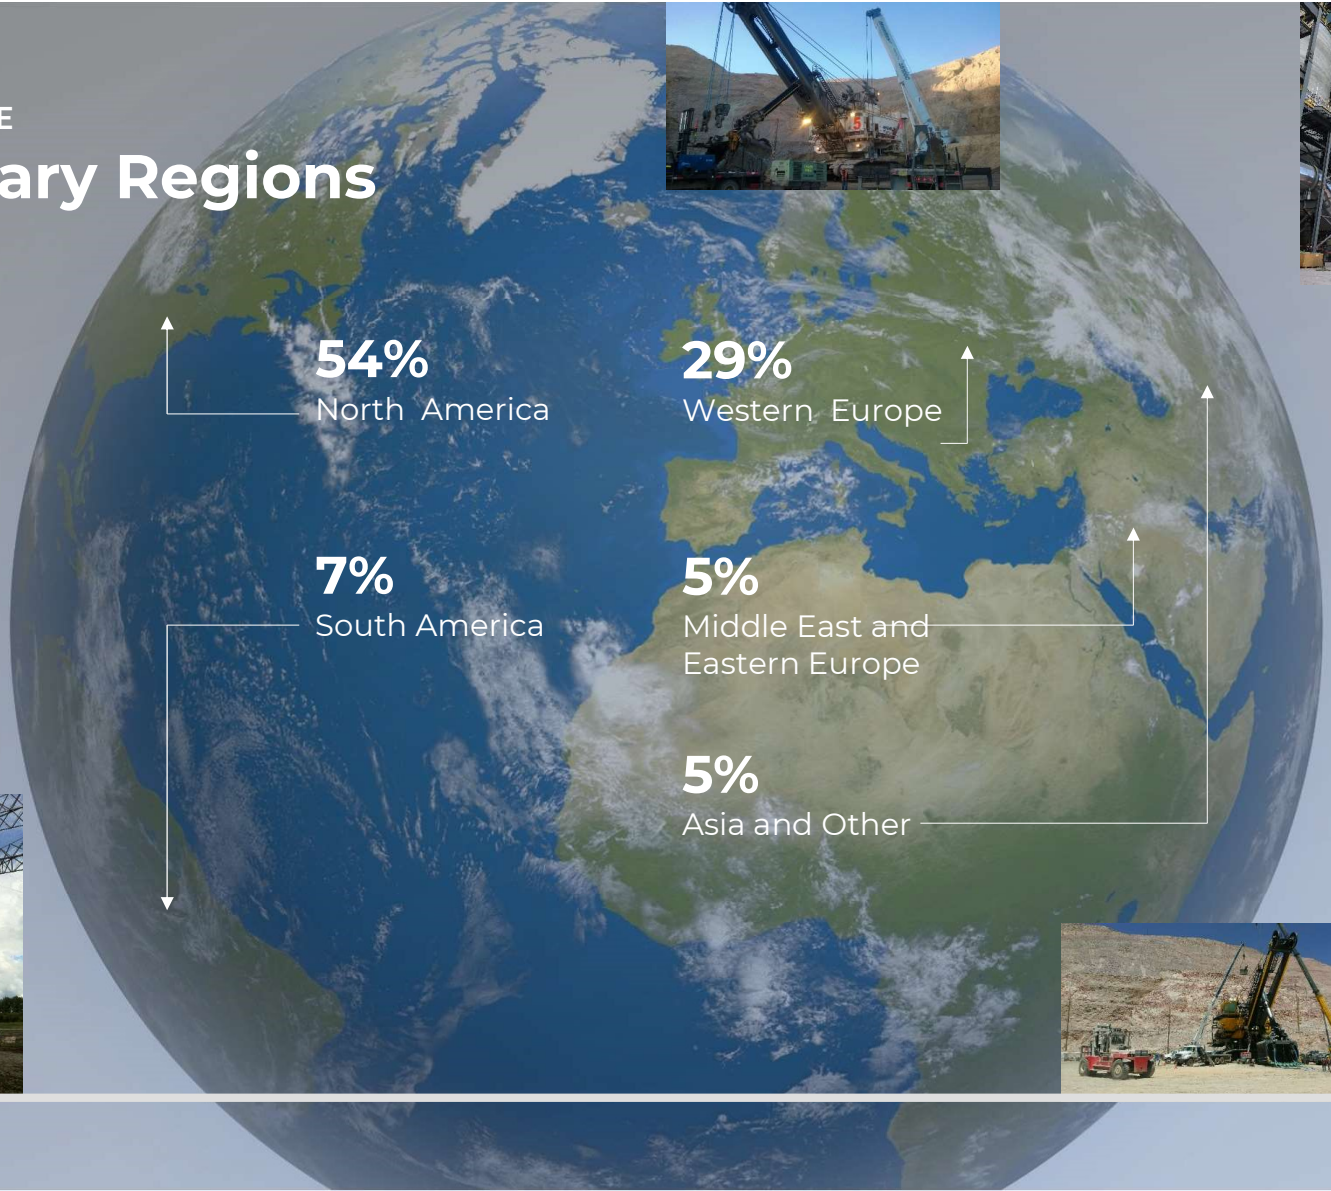 E
ary Regions
54%
North America
29%
Western Europe
7%
South America
5%
Middle East and
Eastern Europe
5%
Asia and Other
5